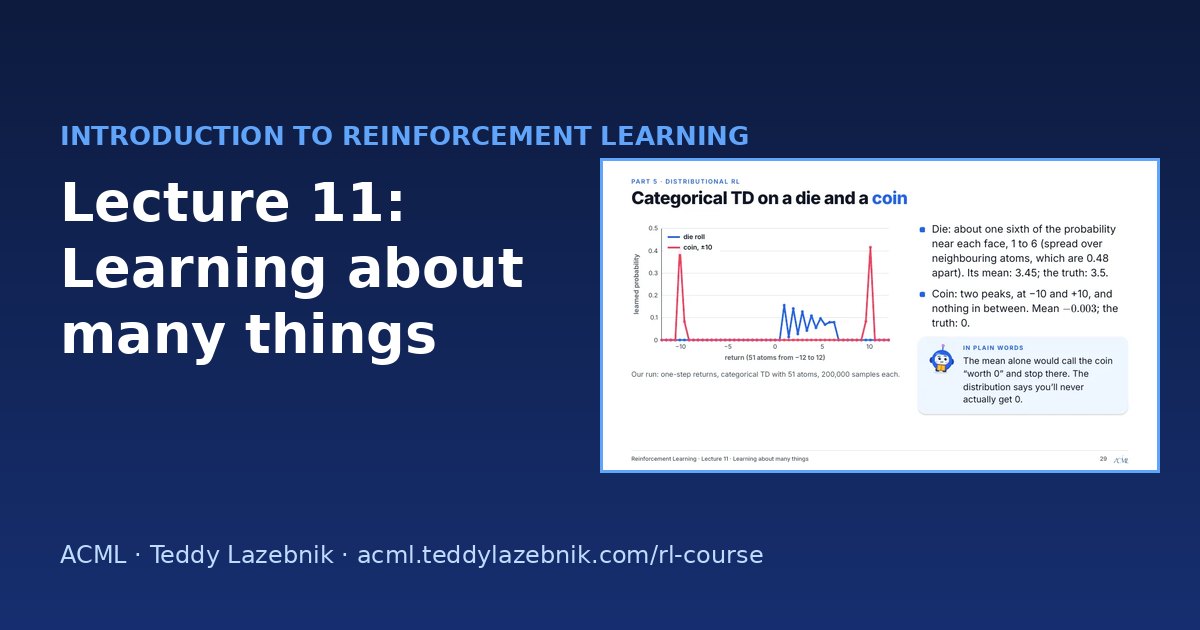 INTRODUCTION TO REINFORCEMENT LEARNING
Lecture 11:
Learning about
many things
PART 5 · DISTRIBUTIONAL RL
Categorical TD on a die and a coin
0.5
0.4
0.3
0.2
0.1
0
learned probability
die roll
coin, ±10
−10
−5
0
5
10
return (51 atoms from −12 to 12)
Our run: one-step returns, categorical TD with 51 atoms, 200,000 samples each.
Die: about one sixth of the probability
near each face, 1 to 6 (spread over
neighbouring atoms, which are 0.48
apart). Its mean: 3.45; the truth: 3.5.
Coin: two peaks, at −10 and +10, and
nothing in between. Mean −0.003; the
truth: 0.
IN PLAIN WORDS
The mean alone would call the coin
“worth 0” and stop there. The
distribution says you’ll never
actually get 0.
Reinforcement Learning · Lecture 11 · Learning about many things
29
ACML
ACML · Teddy Lazebnik · acml.teddylazebnik.com/rl-course